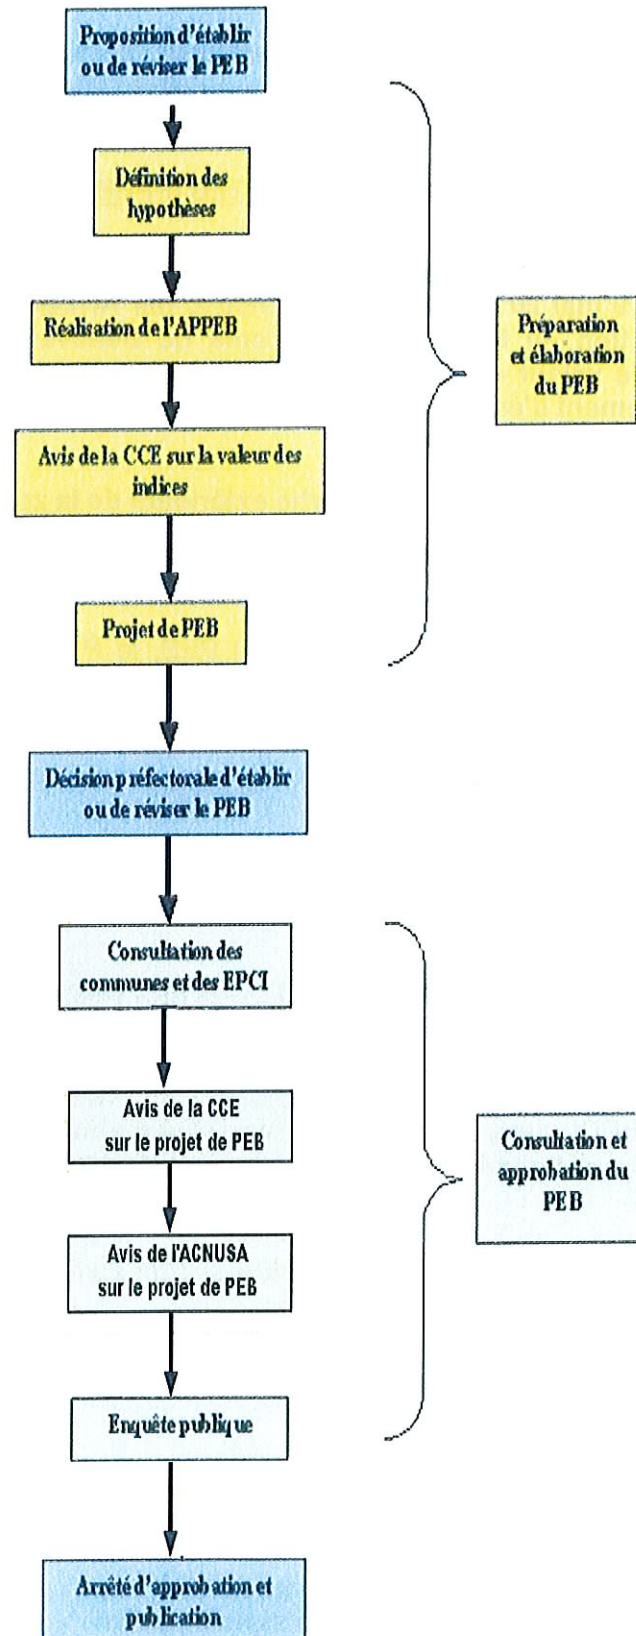 Proposition d'établir
ou de réviser le PEB
Définition des
hypothèses
Réalisation de l'APPEB
Préparation
et élaboration
du PEB
Avis de la CCE sur la valeur des
indices
Projet de PEB
Décision préfectorale d'établir
ou de réviser le PEB
Consultation des
communes et des EPCI
Avis de la CCE
sur le projet de PEB
Consultation et
approbation du
PEB
Avis de l'ACNUSA
sur le projet de PEB
Enquête publique
Arrêté d'approbation et
publication